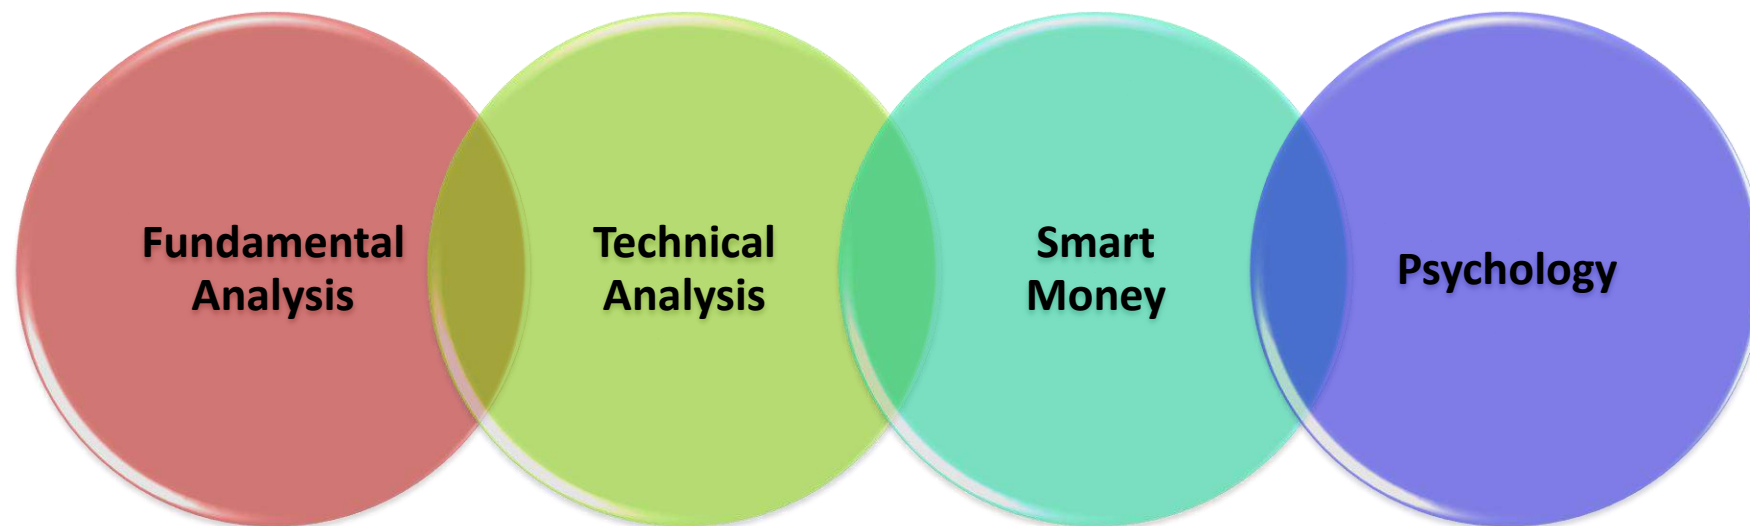 Fundamental
Analysis
Technical
Analysis
Smart
Money
Psychology